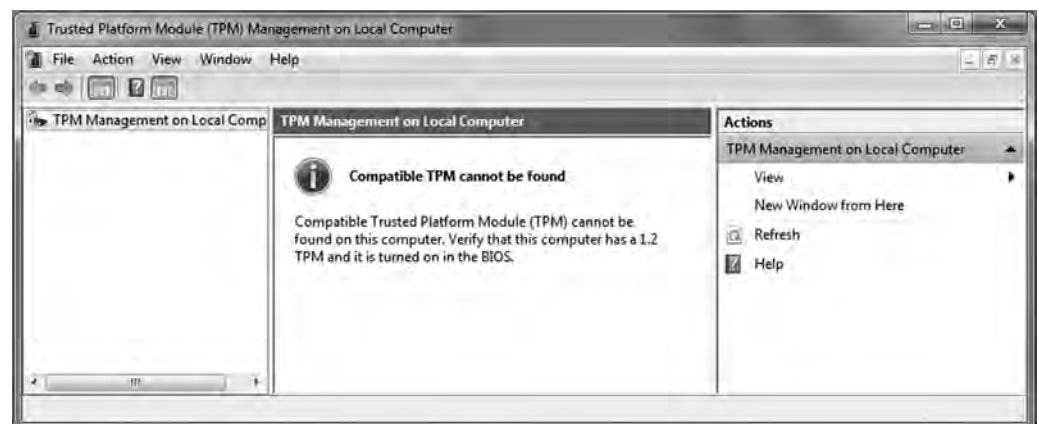 Trusted Platform Module (TPM) Management on Local Computer
File Action View Window Help
TPM Management on Local Comp
TPM Management on Local Computer
Compatible TPM cannot be found
Compatible Trusted Platform Module (TPM) cannot be
found on this computer. Verify that this computer has a 1.2
TPM and it is turned on in the BIOS.
Actions
TPM Management on Local Computer
View
New Window from Here
Refresh
Help